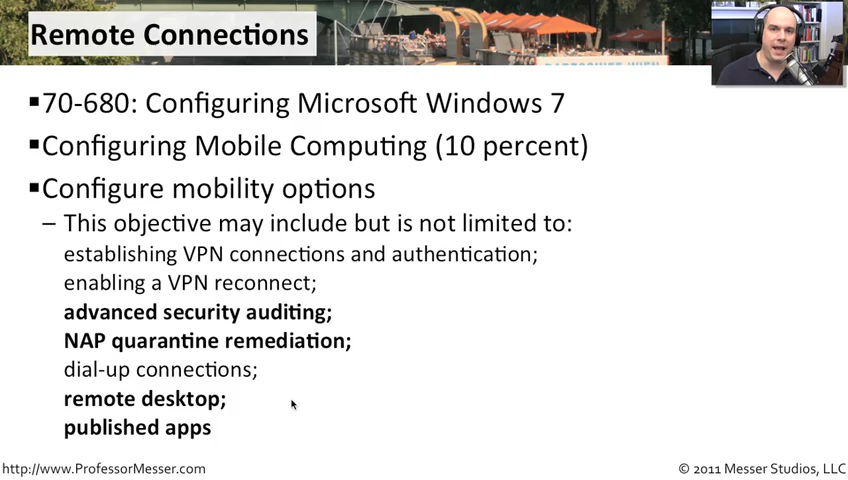 Remote Connections
▪70-680: Configuring Microsoft Windows 7
▪Configuring Mobile Computing (10 percent)
▪Configure mobility options
– This objective may include but is not limited to:
establishing VPN connections and authentication;
enabling a VPN reconnect;
advanced security auditing;
NAP quarantine remediation;
dial-up connections;
remote desktop;
published apps
http://www.ProfessorMesser.com
© 2011 Messer Studios, LLC